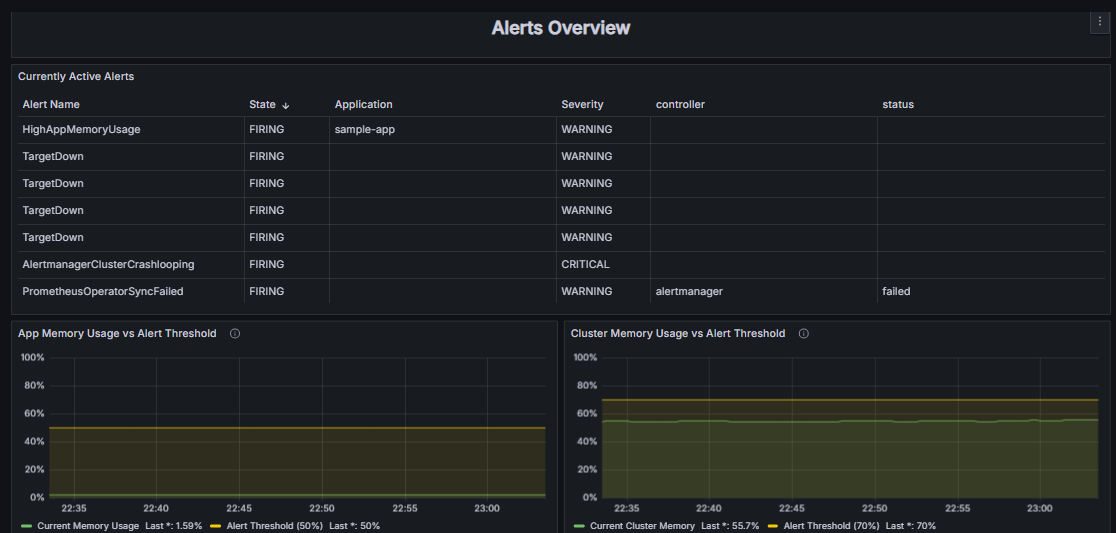 Alerts Overview
Currently Active Alerts
Alert Name State ↓ Application Severity controller status
HighAppMemoryUsage FIRING sample-app WARNING
TargetDown FIRING WARNING
TargetDown FIRING WARNING
TargetDown FIRING WARNING
TargetDown FIRING WARNING
AlertmanagerClusterCrashlooping FIRING CRITICAL
PrometheusOperatorSyncFailed FIRING WARNING alertmanager failed
App Memory Usage vs Alert Threshold
100%
80%
60%
40%
20%
0%
22:35 22:40 22:45 22:50 22:55 23:00
Current Memory Usage Last *: 1.59% Alert Threshold (50%) Last *: 50%
Cluster Memory Usage vs Alert Threshold
100%
80%
60%
40%
20%
0%
22:35 22:40 22:45 22:50 22:55 23:00
Current Cluster Memory Last *: 55.7% Alert Threshold (70%) Last *: 70%